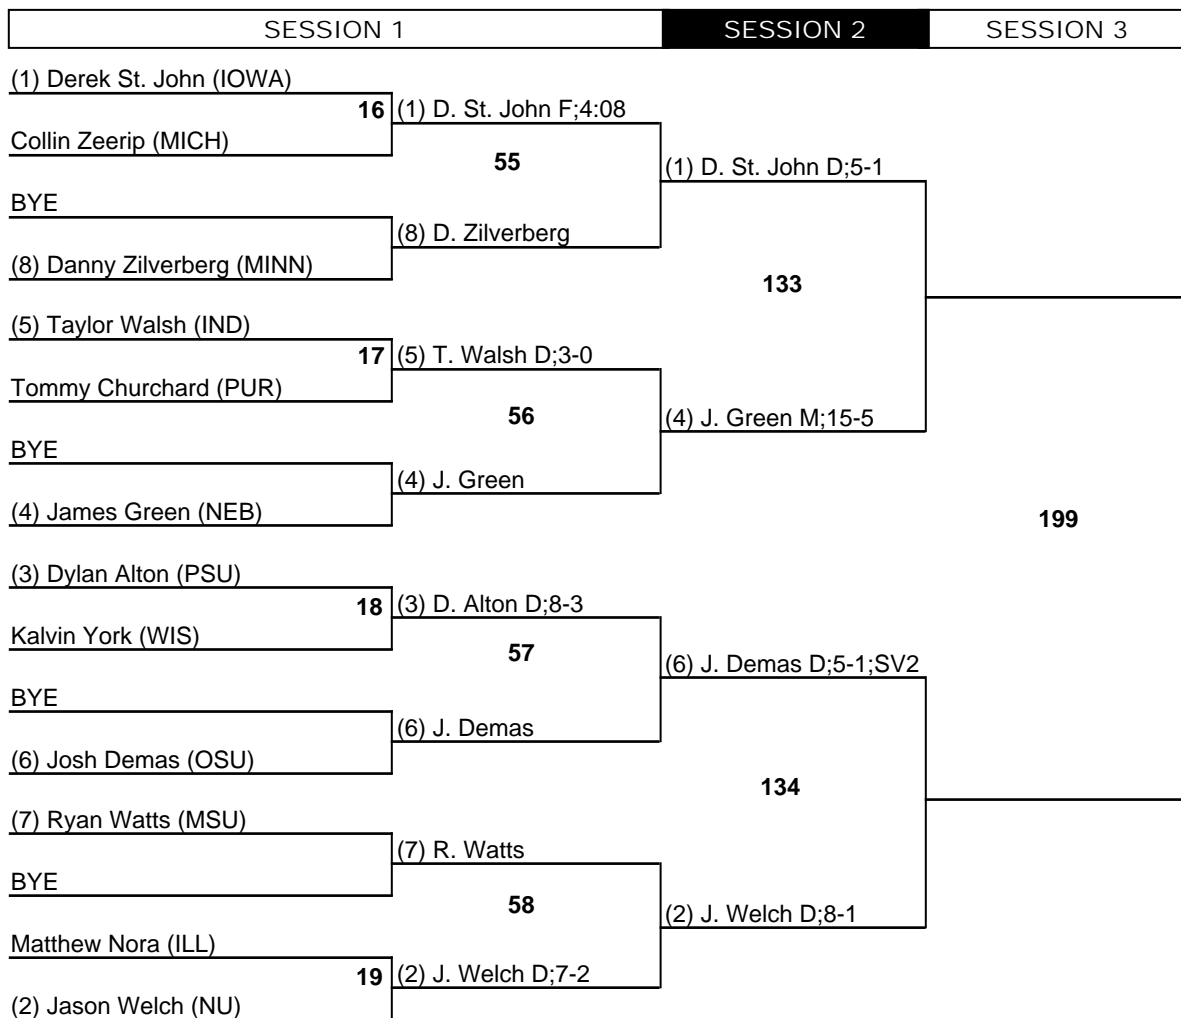 SESSION 1 SESSION 2 SESSION 3
(1) Derek St. John (IOWA)
16 (1) D. St. John F;4:08
Collin Zeerip (MICH)
55
(1) D. St. John D;5-1
BYE
(8) D. Zilverberg
(8) Danny Zilverberg (MINN)
133
(5) Taylor Walsh (IND)
17 (5) T. Walsh D;3-0
Tommy Churchard (PUR)
56
(4) J. Green M;15-5
BYE
(4) J. Green
(4) James Green (NEB)
199
(3) Dylan Alton (PSU)
18 (3) D. Alton D;8-3
Kalvin York (WIS)
57
(6) J. Demas D;5-1;SV2
BYE
(6) J. Demas
(6) Josh Demas (OSU)
134
(7) Ryan Watts (MSU)
(7) R. Watts
BYE
58
(2) J. Welch D;8-1
Matthew Nora (ILL)
19 (2) J. Welch D;7-2
(2) Jason Welch (NU)